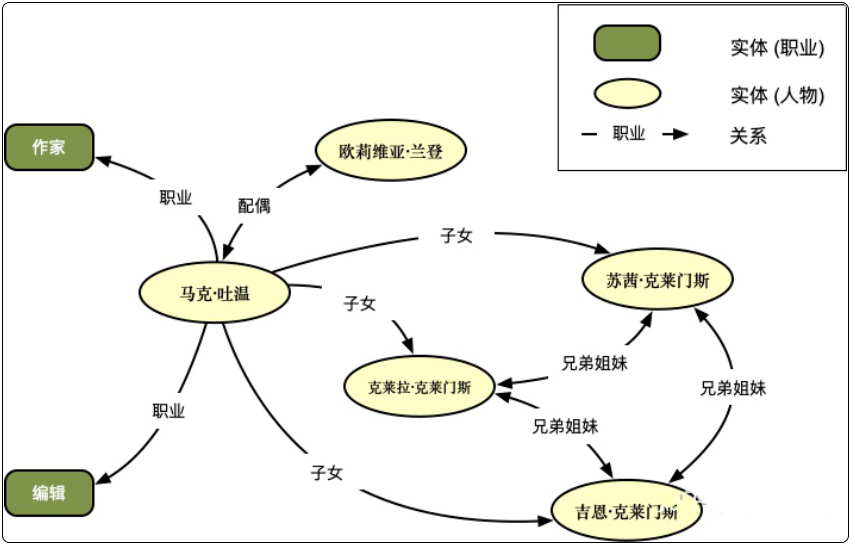 实体 (职业)
实体 (人物)
职业
关系
作家
欧莉维亚·兰登
职业
配偶
子女
马克·吐温
苏茜·克莱门斯
子女
克莱拉·克莱门斯
兄弟姐妹
兄弟姐妹
职业
兄弟姐妹
子女
编辑
吉恩·克莱门斯